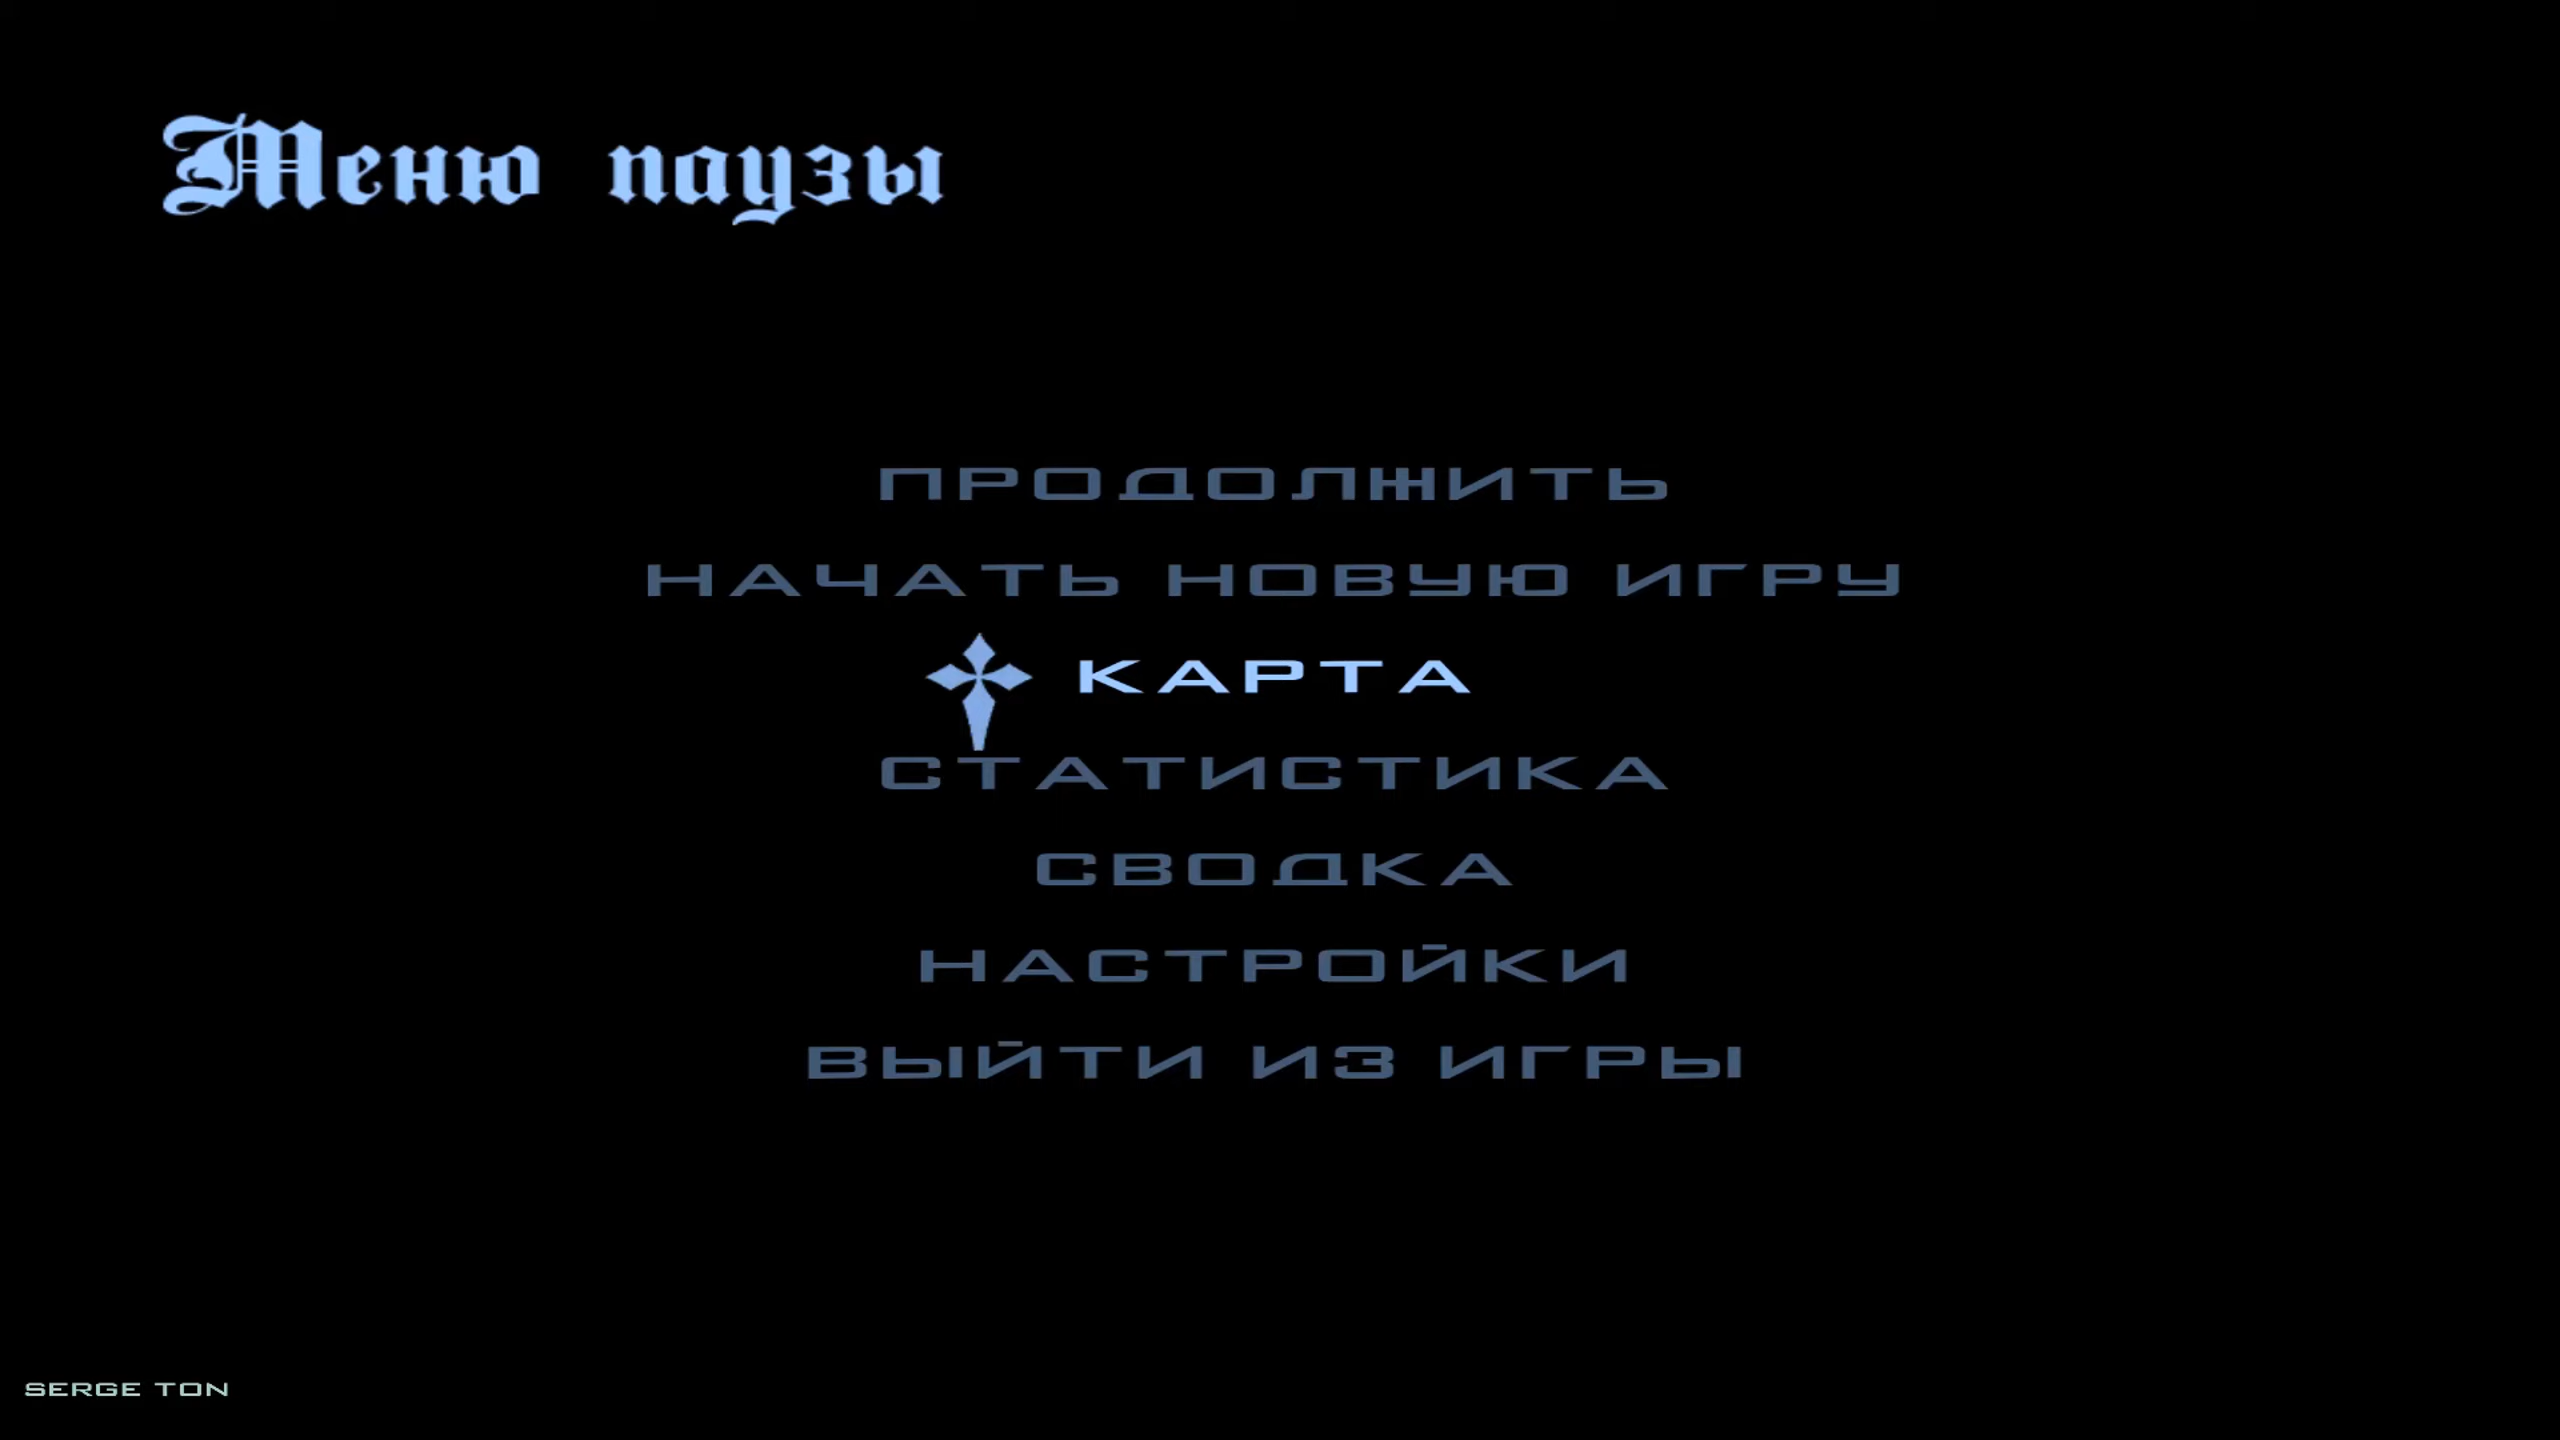 Меню паузы
ПРОДОЛЖИТЬ
НАЧАТЬ НОВУЮ ИГРУ
КАРТА
СТАТИСТИКА
СВОДКА
НАСТРОЙКИ
ВЫЙТИ ИЗ ИГРЫ
SERGE TON